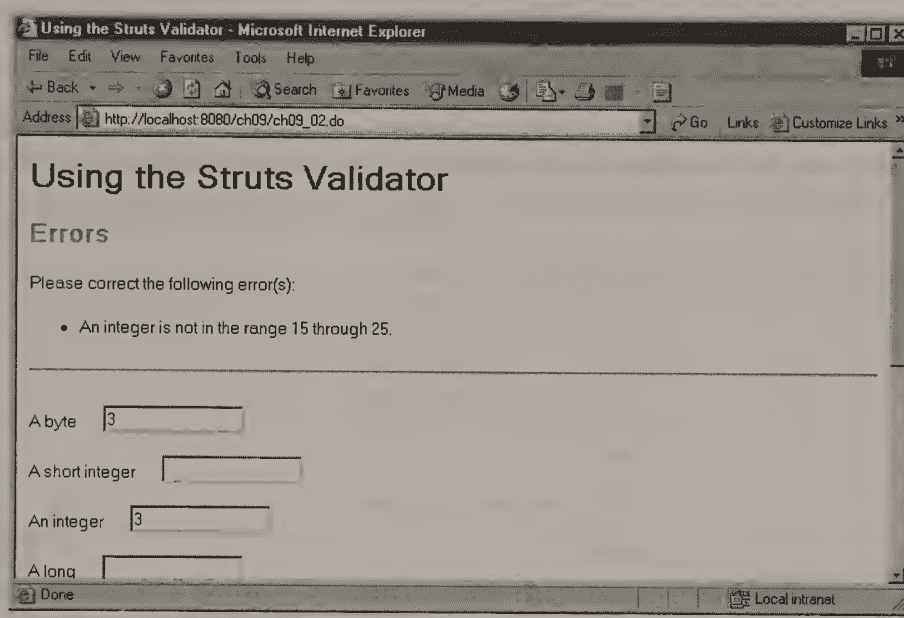 Using the Struts Validator - Microsoft Internet Explorer
File Edit View Favorites Tools Help
Back Search Favorites Media
Address http://localhost:8080/ch09/ch09_02.do Go Links Customize Links »
Using the Struts Validator
Errors
Please correct the following error(s):
• An integer is not in the range 15 through 25.
A byte 3
A short integer
An integer 3
A long
Done Local intranet